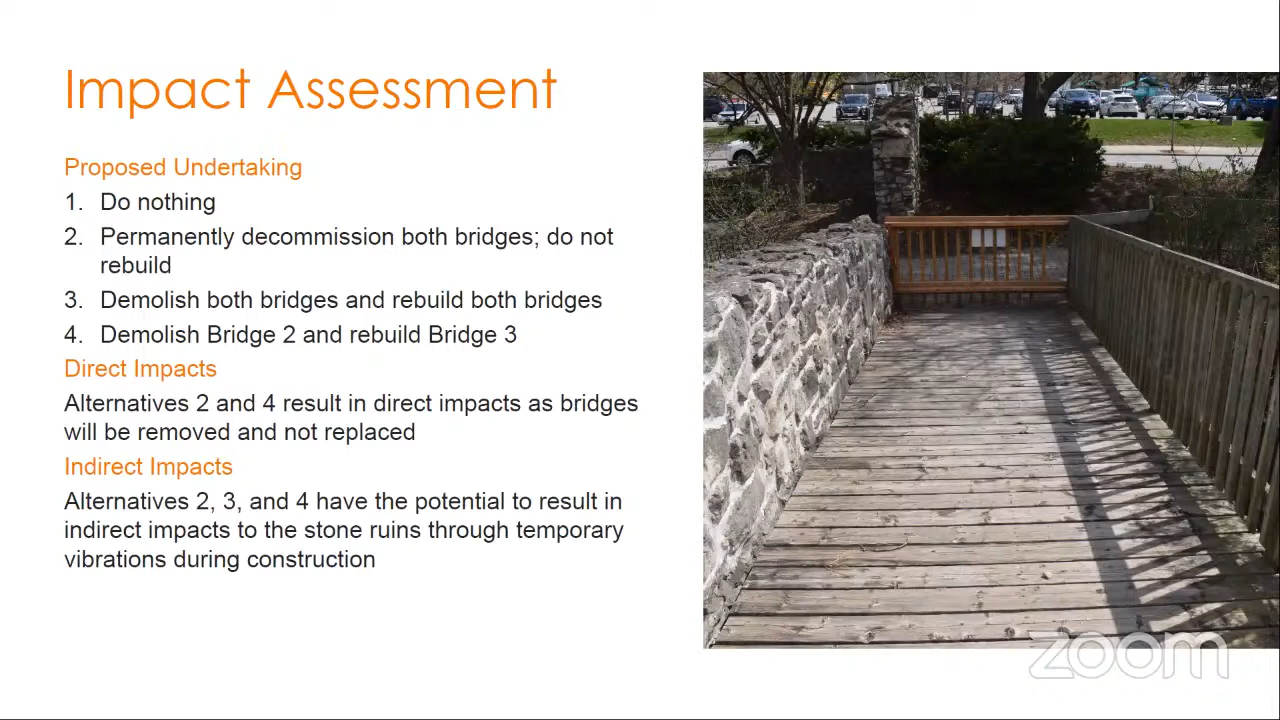 Impact Assessment
Proposed Undertaking
1. Do nothing
2. Permanently decommission both bridges; do not
rebuild
3. Demolish both bridges and rebuild both bridges
4. Demolish Bridge 2 and rebuild Bridge 3
Direct Impacts
Alternatives 2 and 4 result in direct impacts as bridges
will be removed and not replaced
Indirect Impacts
Alternatives 2, 3, and 4 have the potential to result in
indirect impacts to the stone ruins through temporary
vibrations during construction
zoom